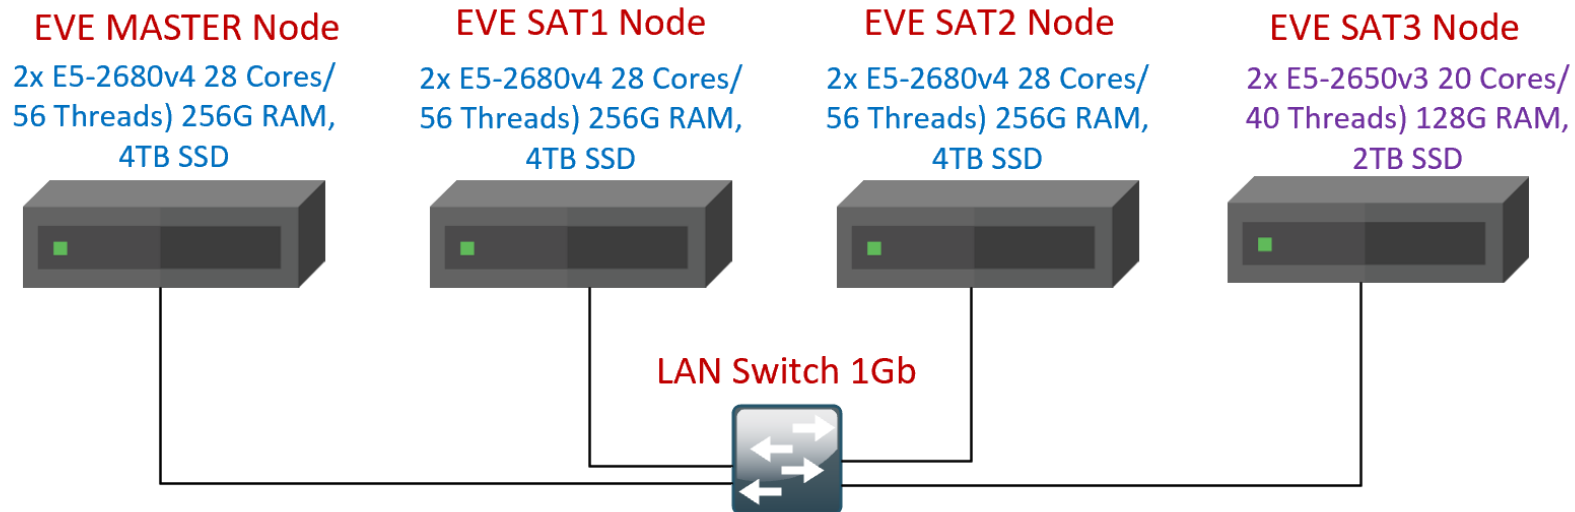 EVE MASTER Node
2x E5-2680v4 28 Cores/
56 Threads) 256G RAM,
4TB SSD
EVE SAT1 Node
2x E5-2680v4 28 Cores/
56 Threads) 256G RAM,
4TB SSD
EVE SAT2 Node
2x E5-2680v4 28 Cores/
56 Threads) 256G RAM,
4TB SSD
EVE SAT3 Node
2x E5-2650v3 20 Cores/
40 Threads) 128G RAM,
2TB SSD
LAN Switch 1Gb